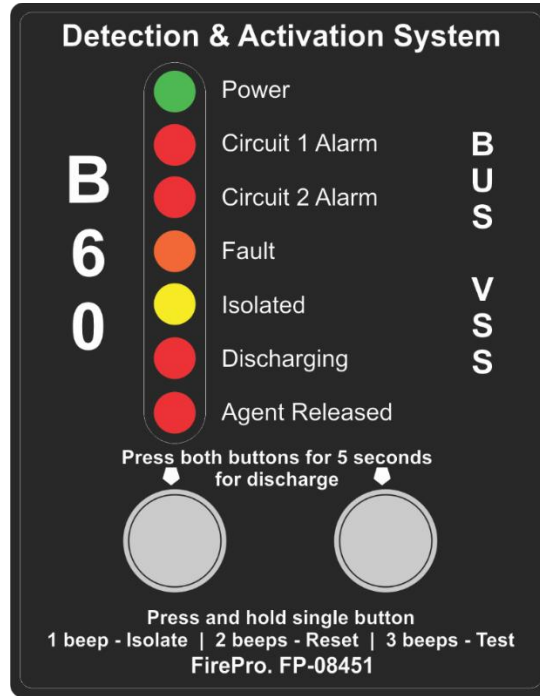 Detection & Activation System
Power
Circuit 1 Alarm
Circuit 2 Alarm
Fault
Isolated
Discharging
Agent Released
B
6
0
B
U
S
V
S
S
Press both buttons for 5 seconds
for discharge
Press and hold single button
1 beep - Isolate | 2 beeps - Reset | 3 beeps - Test
FirePro. FP-08451